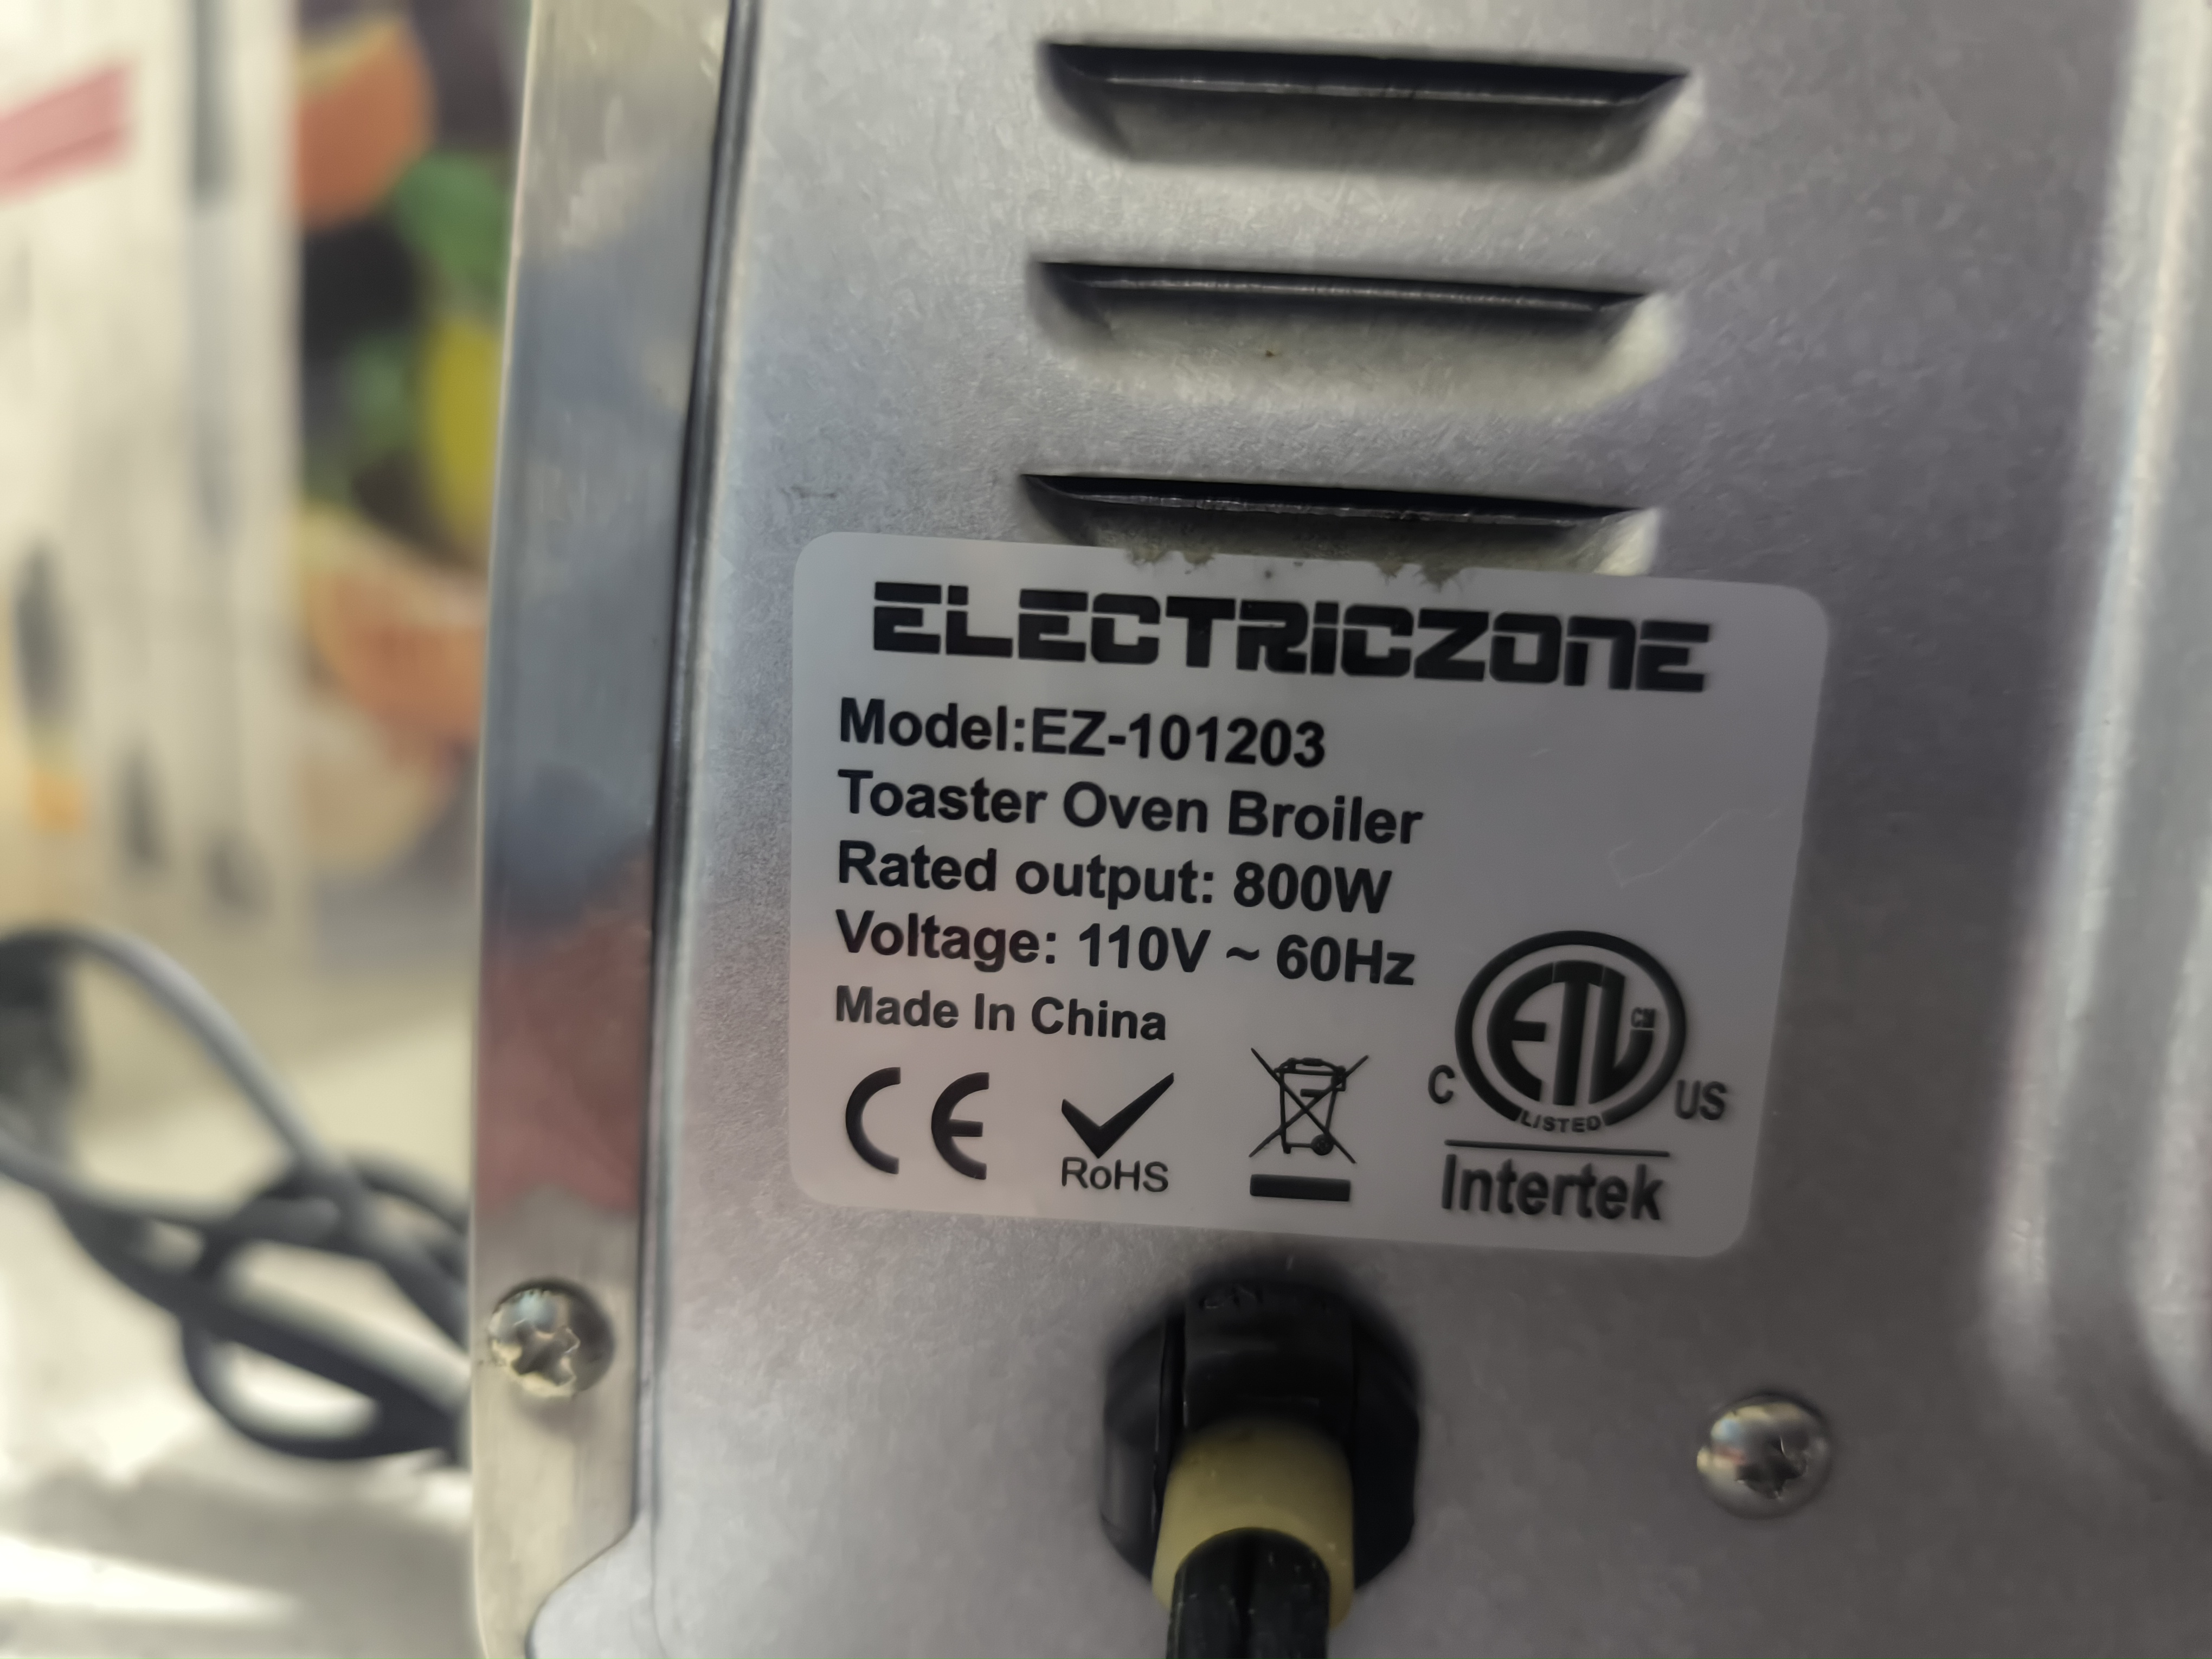 ELECTRICZONE
Model:EZ-101203
Toaster Oven Broiler
Rated output: 800W
Voltage: 110V ~ 60Hz
Made In China
CE
RoHS
ETL CM
C US
LISTED
Intertek